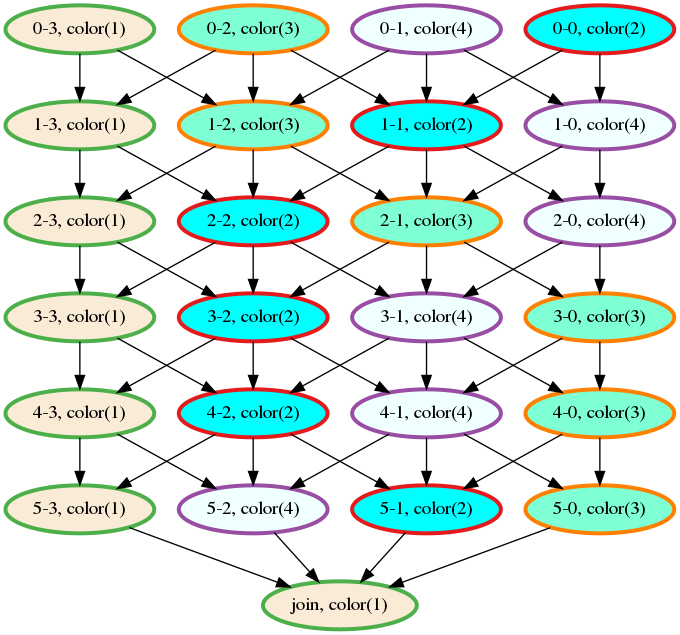 0-3, color(1)
0-2, color(3)
0-1, color(4)
0-0, color(2)
1-3, color(1)
1-2, color(3)
1-1, color(2)
1-0, color(4)
2-3, color(1)
2-2, color(2)
2-1, color(3)
2-0, color(4)
3-3, color(1)
3-2, color(2)
3-1, color(4)
3-0, color(3)
4-3, color(1)
4-2, color(2)
4-1, color(4)
4-0, color(3)
5-3, color(1)
5-2, color(4)
5-1, color(2)
5-0, color(3)
join, color(1)